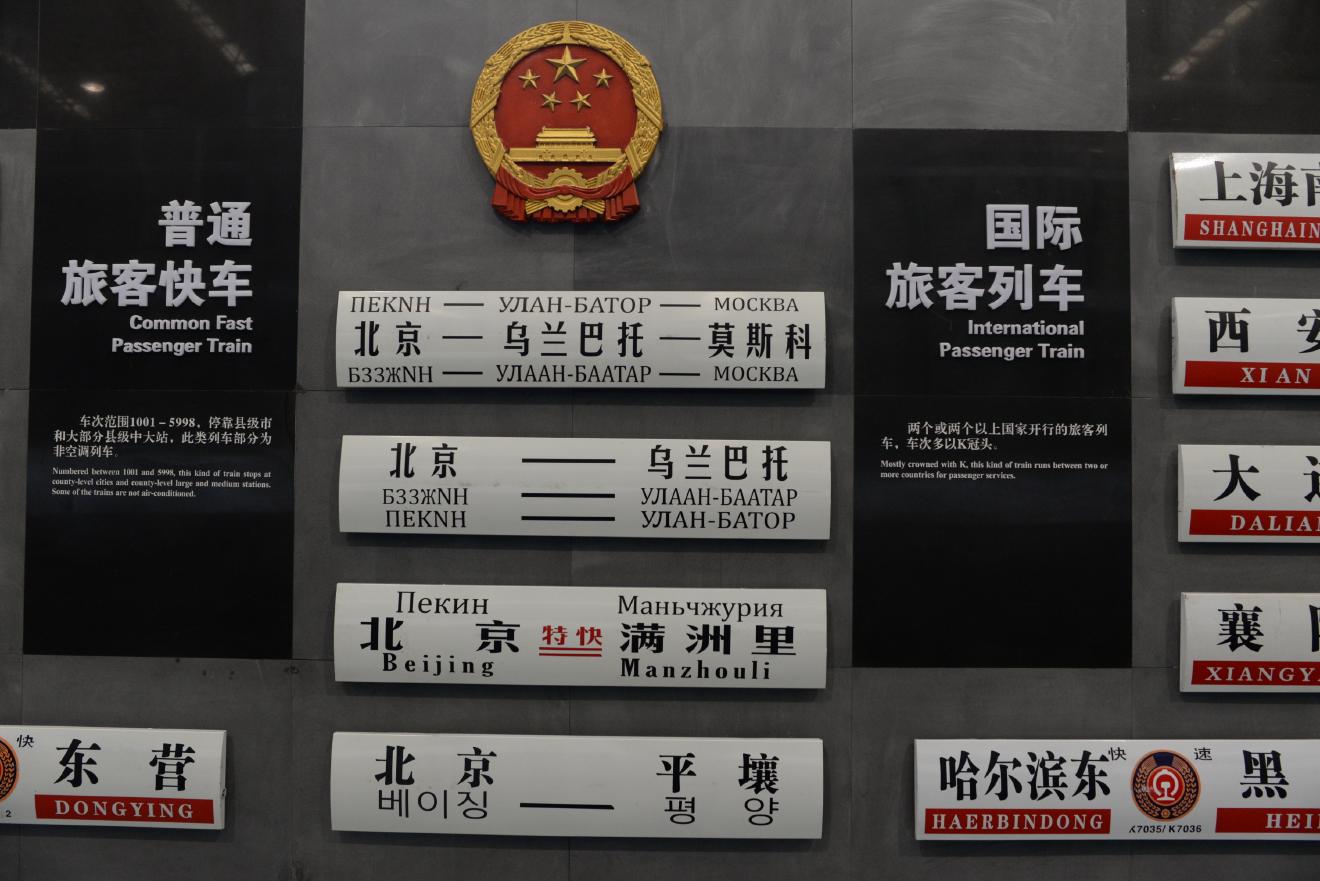 普通
旅客快车
Common Fast
Passenger Train
车次范围1001－5998，停靠县级市
和大部分县级中大站，此类列车部分为
非空调列车。
Numbered between 1001 and 5998, this kind of train stops at
county-level cities and county-level large and medium stations.
Some of the trains are not air-conditioned.
快 东 营
DONGYING
2
ПЕКNН — УЛАН-БАТОР — МОСКВА
北京 — 乌兰巴托 — 莫斯科
БЗЗЖNН — УЛААН-БААТАР — МОСКВА
北京 — 乌兰巴托
БЗЗЖNН — УЛААН-БААТАР
ПЕКNН — УЛАН-БАТОР
Пекин Маньчжурия
北 京 特快 满洲里
Beijing Manzhouli
北 京 — 平 壤
베이징 — 평 양
国际
旅客列车
International
Passenger Train
两个或两个以上国家开行的旅客列
车，车次多以K冠头。
Mostly crowned with K, this kind of train runs between two or
more countries for passenger services.
上海南
SHANGHAIN
西 安
XI AN
大
DALIA
襄
XIANGY
哈尔滨东 快 速 黑
HAERBINDONG K7035/K7036 HEI